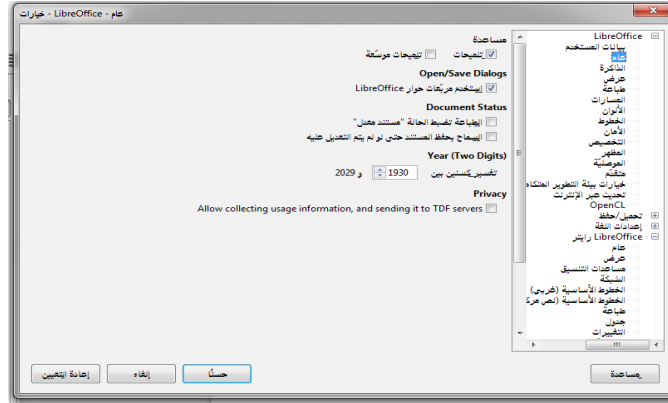 خيارات - LibreOffice - عام
LibreOffice
بيانات المستخدم
عام
الذاكرة
عرض
طباعة
المسارات
الألوان
الخطوط
الأمان
التخصيص
المظهر
الموصليّة
متقدّم
خيارات بيئة التطوير المتكام
تحديث عبر الإنترنت
OpenCL
تحميل/حفظ
إعدادات اللغة
LibreOffice رايتر
عام
عرض
مساعدات التنسيق
الشبكة
الخطوط الأساسية (غربي)
الخطوط الأساسية (نص مرك
طباعة
جدول
التغييرات
مساعدة
تلميحات
تلميحات موسّعة
Open/Save Dialogs
إستخدم مربّعات حوار LibreOffice
Document Status
الطباعة تضبط الحالة "مستند معدل"
السماح بحفظ المستند حتى لو لم يتم التعديل عليه
Year (Two Digits)
تفسير كسنين بين 1930 و 2029
Privacy
Allow collecting usage information, and sending it to TDF servers
مساعدة
حسنًا
إلغاء
إعادة التعيين